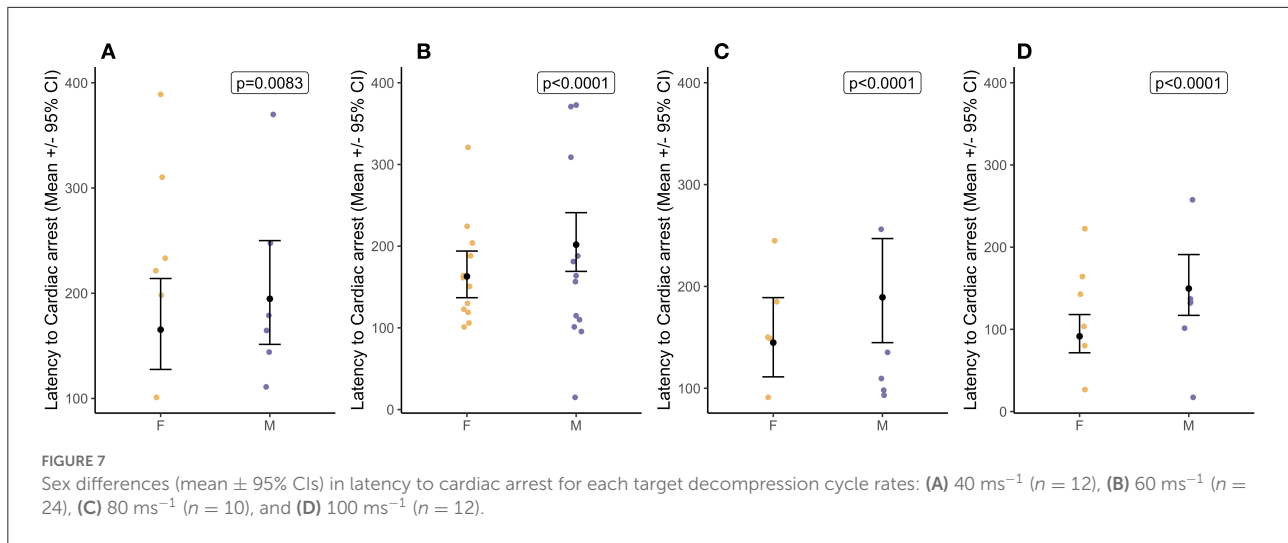 A
B
C
D
Latency to Cardiac arrest (Mean +/- 95% CI)
400
300
200
100
p=0.0083
F
M
Latency to Cardiac arrest (Mean +/- 95% CI)
400
300
200
100
0
p<0.0001
F
M
Latency to Cardiac arrest (Mean +/- 95% CI)
400
300
200
100
p<0.0001
F
M
Latency to Cardiac arrest (Mean +/- 95% CI)
400
300
200
100
0
p<0.0001
F
M
FIGURE 7
Sex differences (mean ± 95% CIs) in latency to cardiac arrest for each target decompression cycle rates: (A) 40 ms⁻¹ (n = 12), (B) 60 ms⁻¹ (n =
24), (C) 80 ms⁻¹ (n = 10), and (D) 100 ms⁻¹ (n = 12).